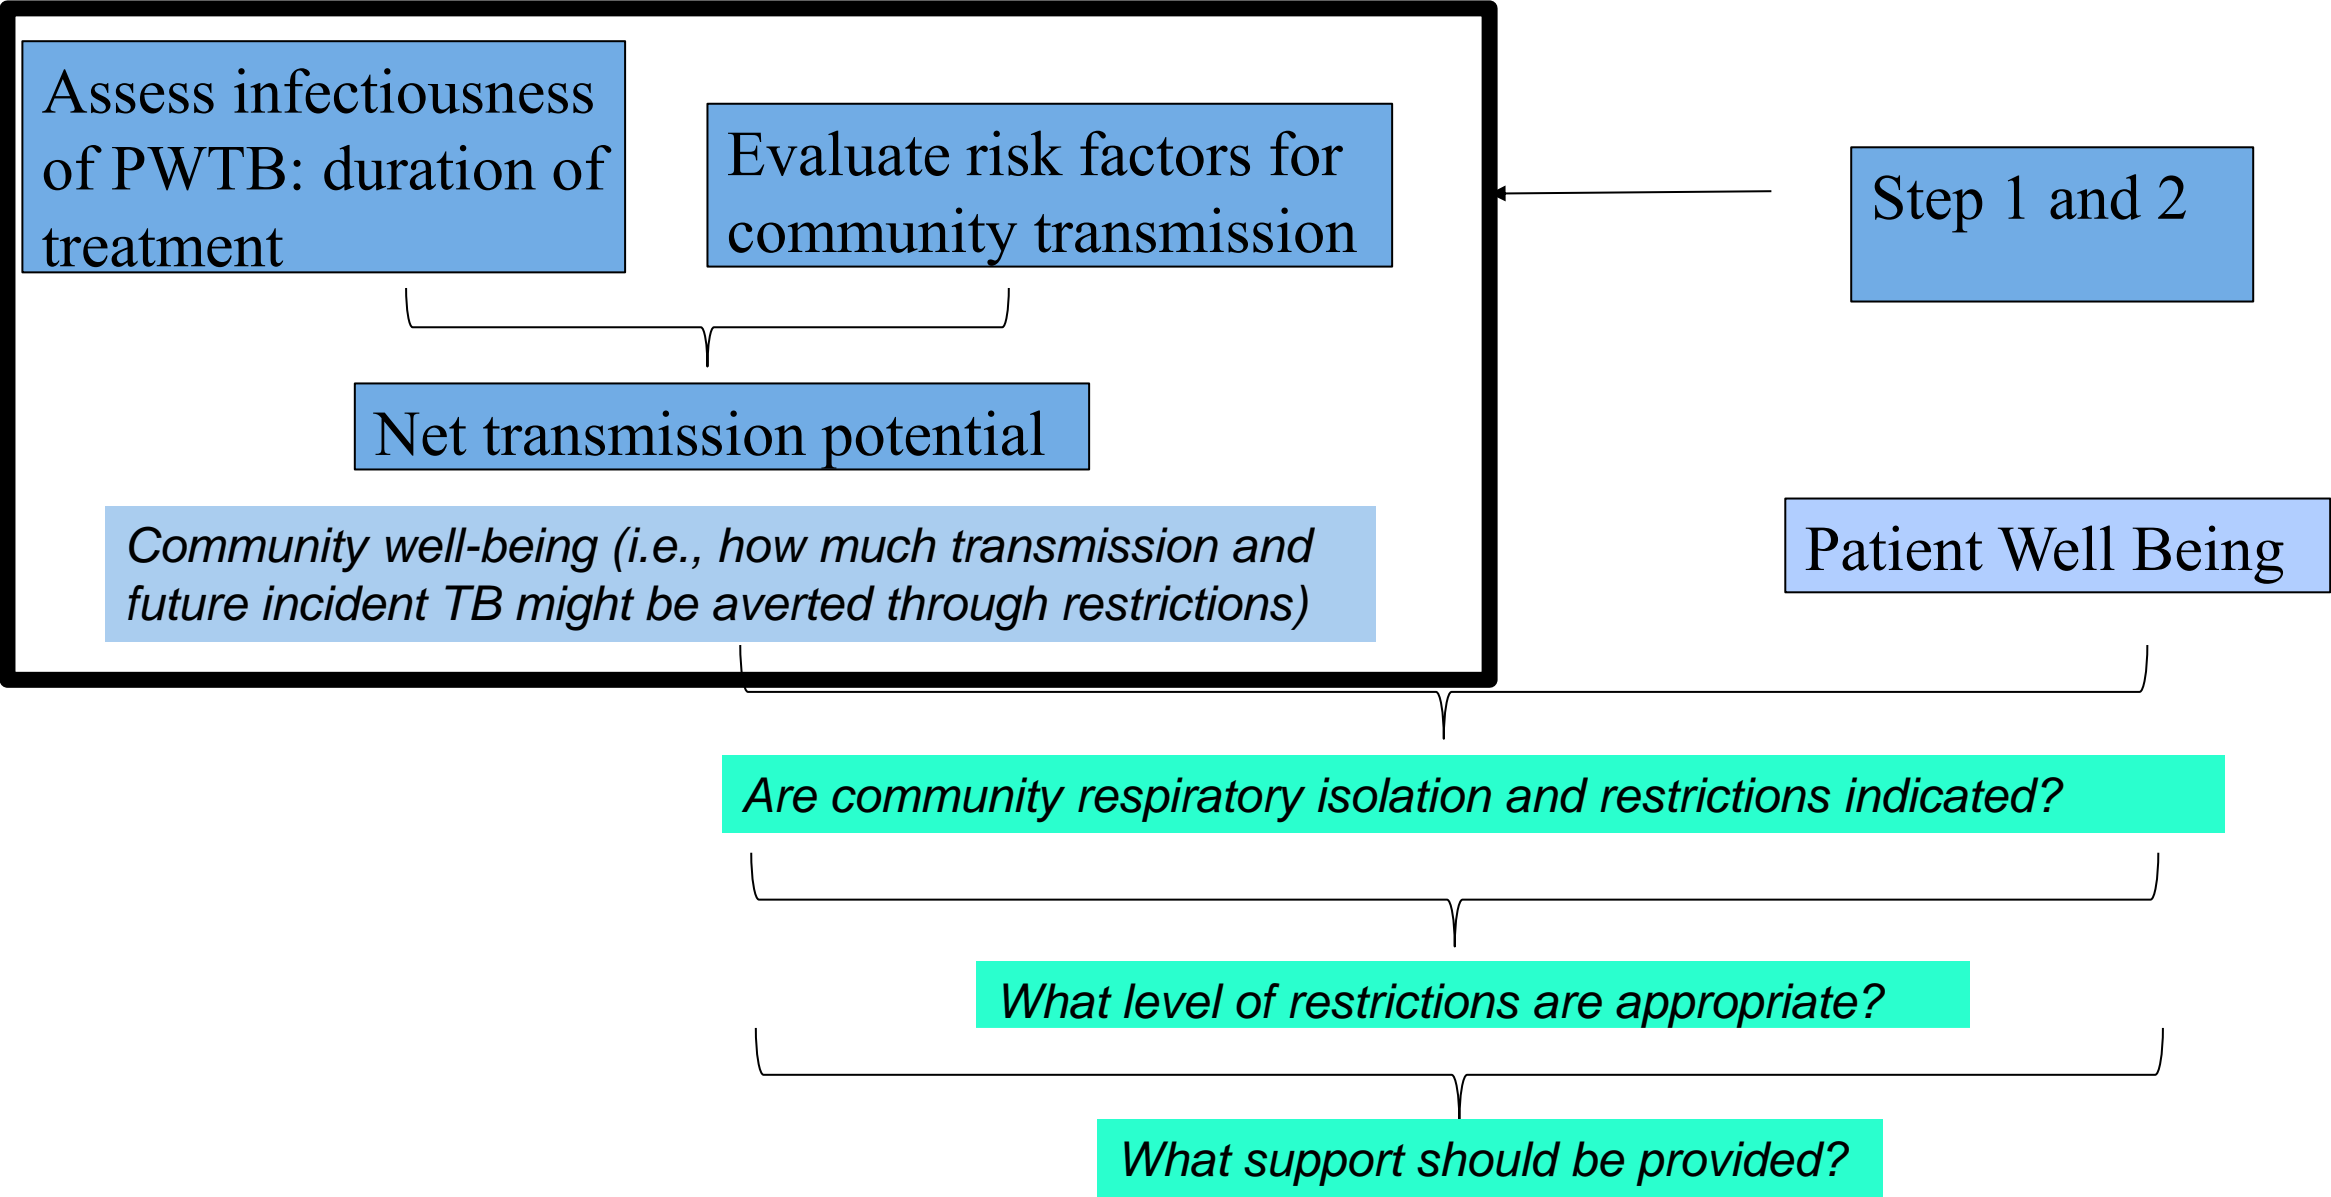 Assess infectiousness
of PWTB: duration of
treatment
Evaluate risk factors for
community transmission
Step 1 and 2
Net transmission potential
Community well-being (i.e., how much transmission and
future incident TB might be averted through restrictions)
Patient Well Being
Are community respiratory isolation and restrictions indicated?
What level of restrictions are appropriate?
What support should be provided?